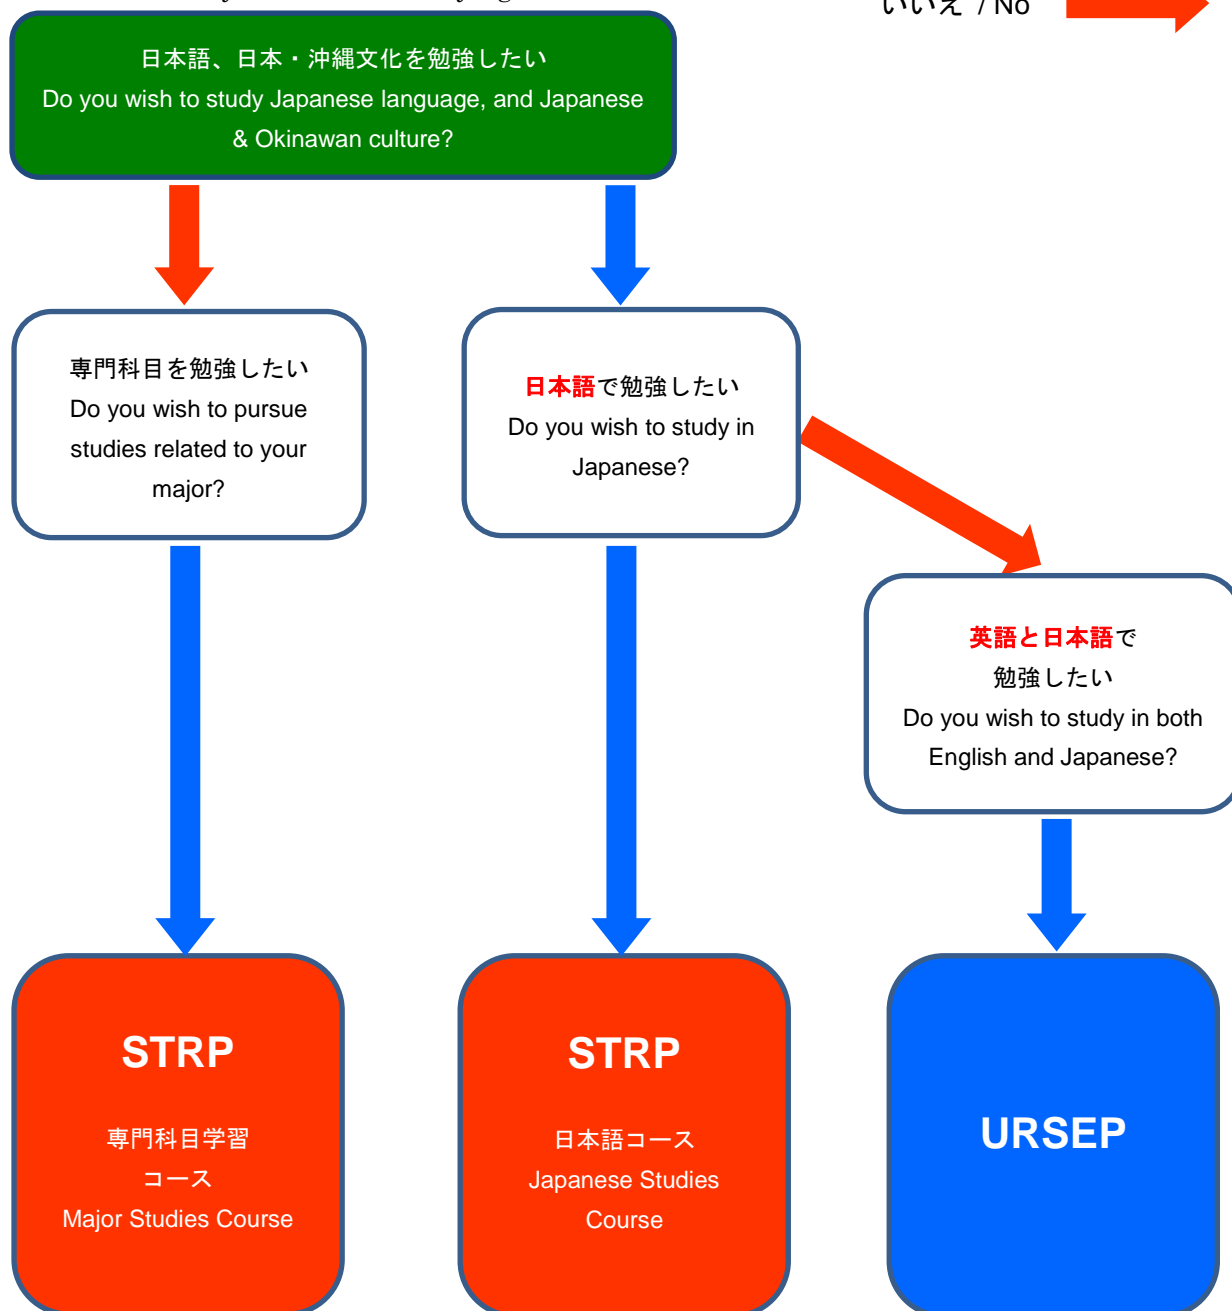 いいえ / No
日本語、日本・沖縄文化を勉強したい
Do you wish to study Japanese language, and Japanese
& Okinawan culture?
専門科目を勉強したい
Do you wish to pursue
studies related to your
major?
日本語で勉強したい
Do you wish to study in
Japanese?
英語と日本語で
勉強したい
Do you wish to study in both
English and Japanese?
STRP
専門科目学習
コース
Major Studies Course
STRP
日本語コース
Japanese Studies
Course
URSEP